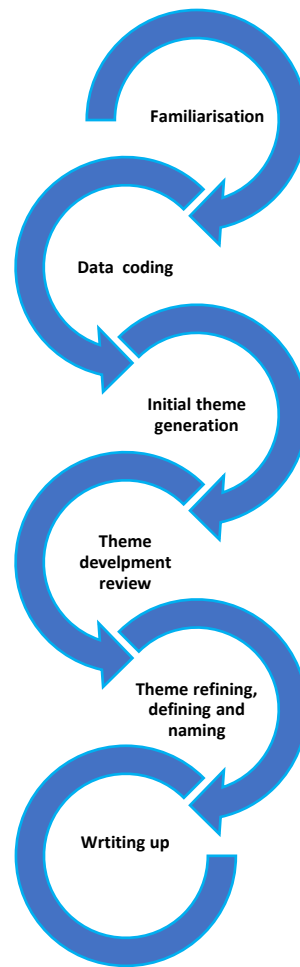 Familiarisation
Data coding
Initial theme
generation
Theme
develpment
review
Theme refining,
defining and
naming
Wrtiting up